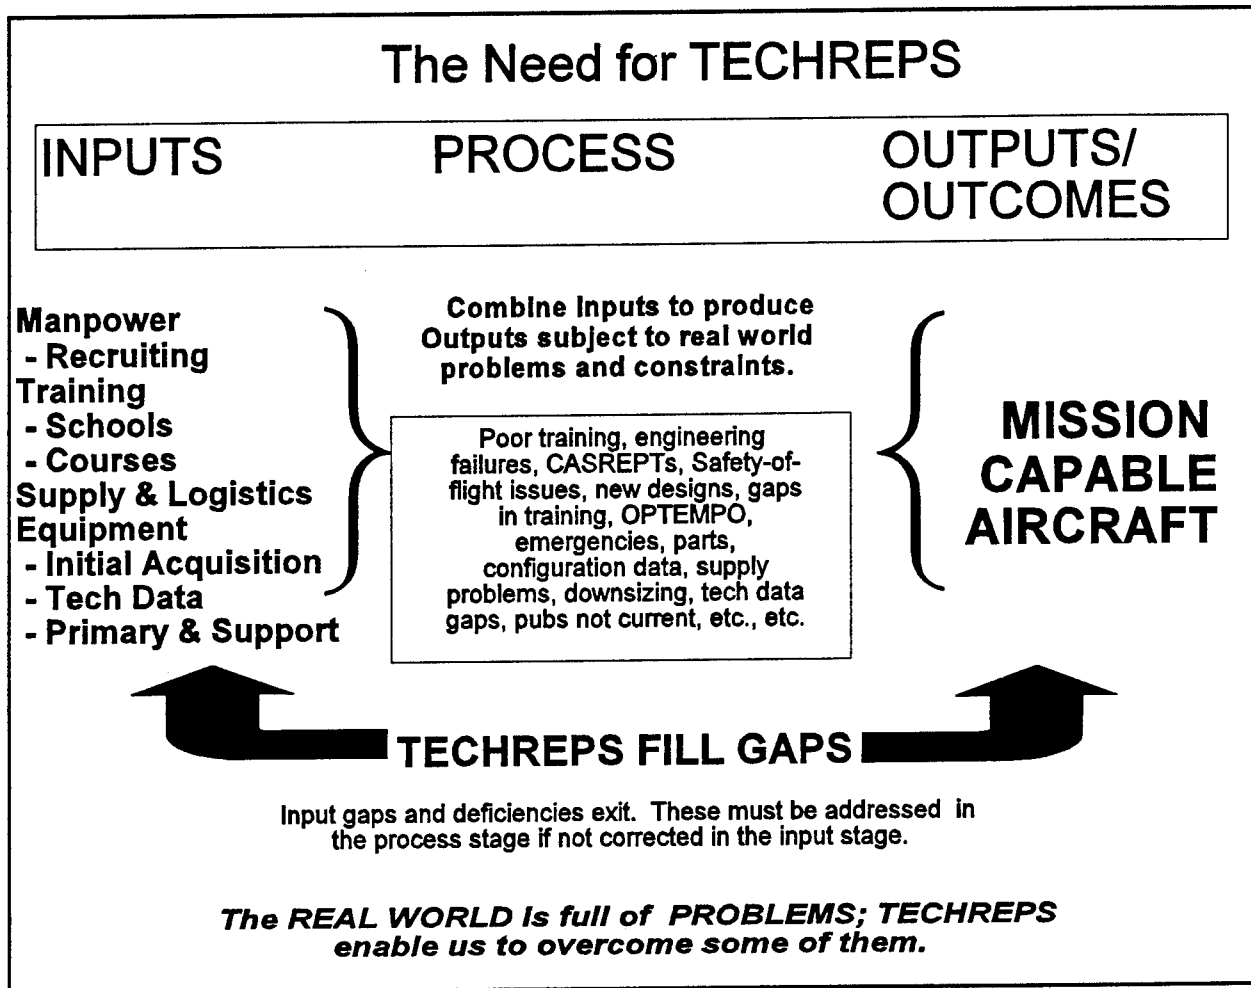 The Need for TECHREPS
INPUTS
PROCESS
OUTPUTS/
OUTCOMES
Manpower
- Recruiting
Training
- Schools
- Courses
Supply & Logistics
Equipment
- Initial Acquisition
- Tech Data
- Primary & Support
Combine Inputs to produce
Outputs subject to real world
problems and constraints.
Poor training, engineering
failures, CASREPTs, Safety-of-
flight issues, new designs, gaps
in training, OPTEMPO,
emergencies, parts,
configuration data, supply
problems, downsizing, tech data
gaps, pubs not current, etc., etc.
MISSION
CAPABLE
AIRCRAFT
TECHREPS FILL GAPS
Input gaps and deficiencies exit. These must be addressed in
the process stage if not corrected in the input stage.
The REAL WORLD is full of PROBLEMS; TECHREPS
enable us to overcome some of them.